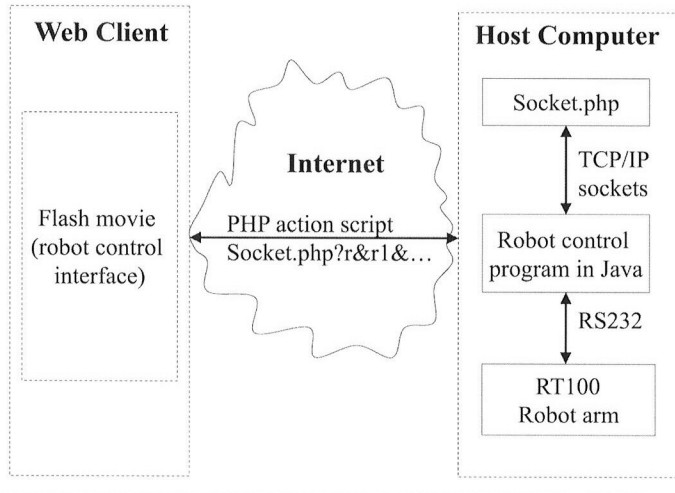 Web Client
Flash movie
(robot control
interface)
Internet
PHP action script
Socket.php?r&r1&…
Host Computer
Socket.php
TCP/IP
sockets
Robot control
program in Java
RS232
RT100
Robot arm